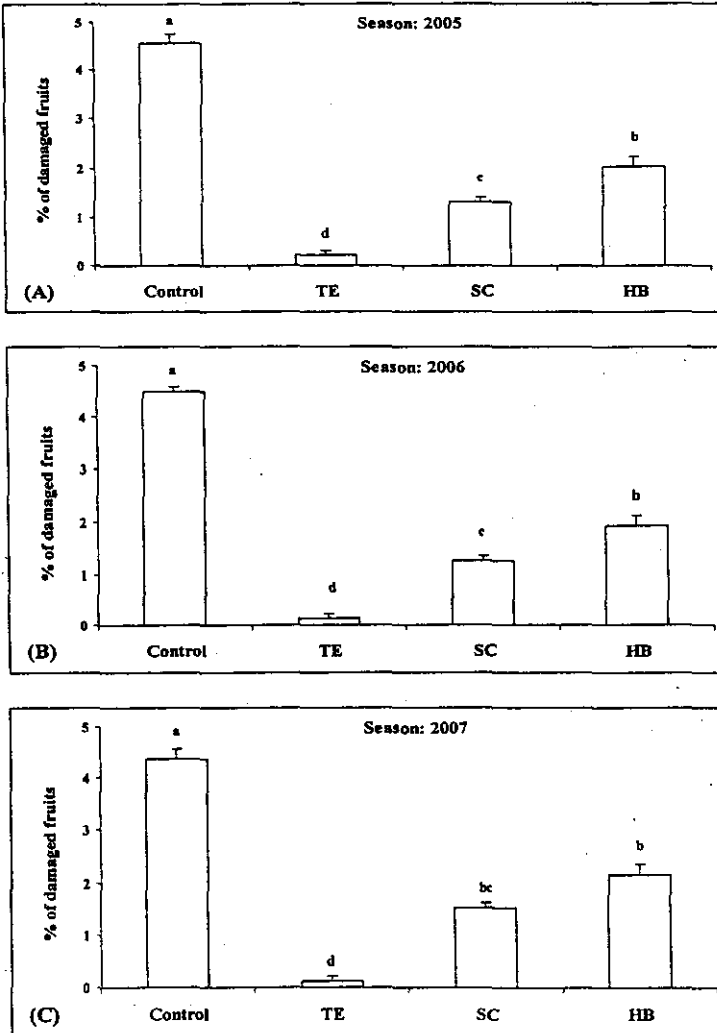 Season: 2005
% of damaged fruits
5
4
3
2
1
0
a
d
c
b
Control TE SC HB
(A)
Season: 2006
% of damaged fruits
5
4
3
2
1
0
a
d
c
b
Control TE SC HB
(B)
Season: 2007
% of damaged fruits
5
4
3
2
1
0
a
d
bc
b
Control TE SC HB
(C)